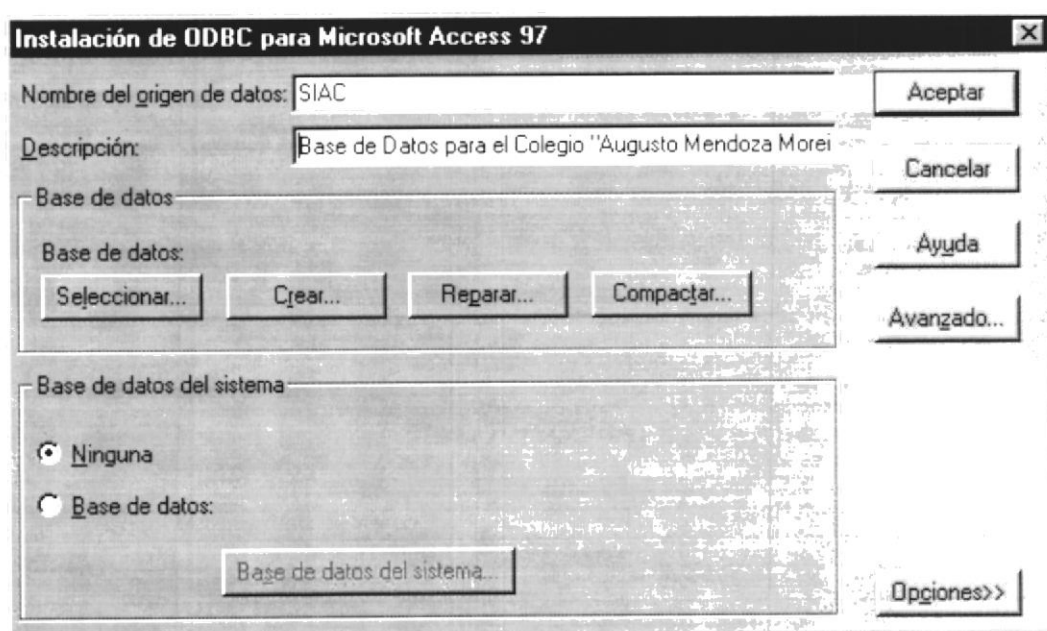 Instalación de ODBC para Microsoft Access 97
Nombre del origen de datos: SIAC
Descripción: Base de Datos para el Colegio "Augusto Mendoza Morei
Aceptar
Cancelar
Ayuda
Avanzado...
Base de datos
Base de datos:
Seleccionar... Crear... Reparar... Compactar...
Base de datos del sistema
Ninguna
Base de datos:
Base de datos del sistema...
Opciones>>